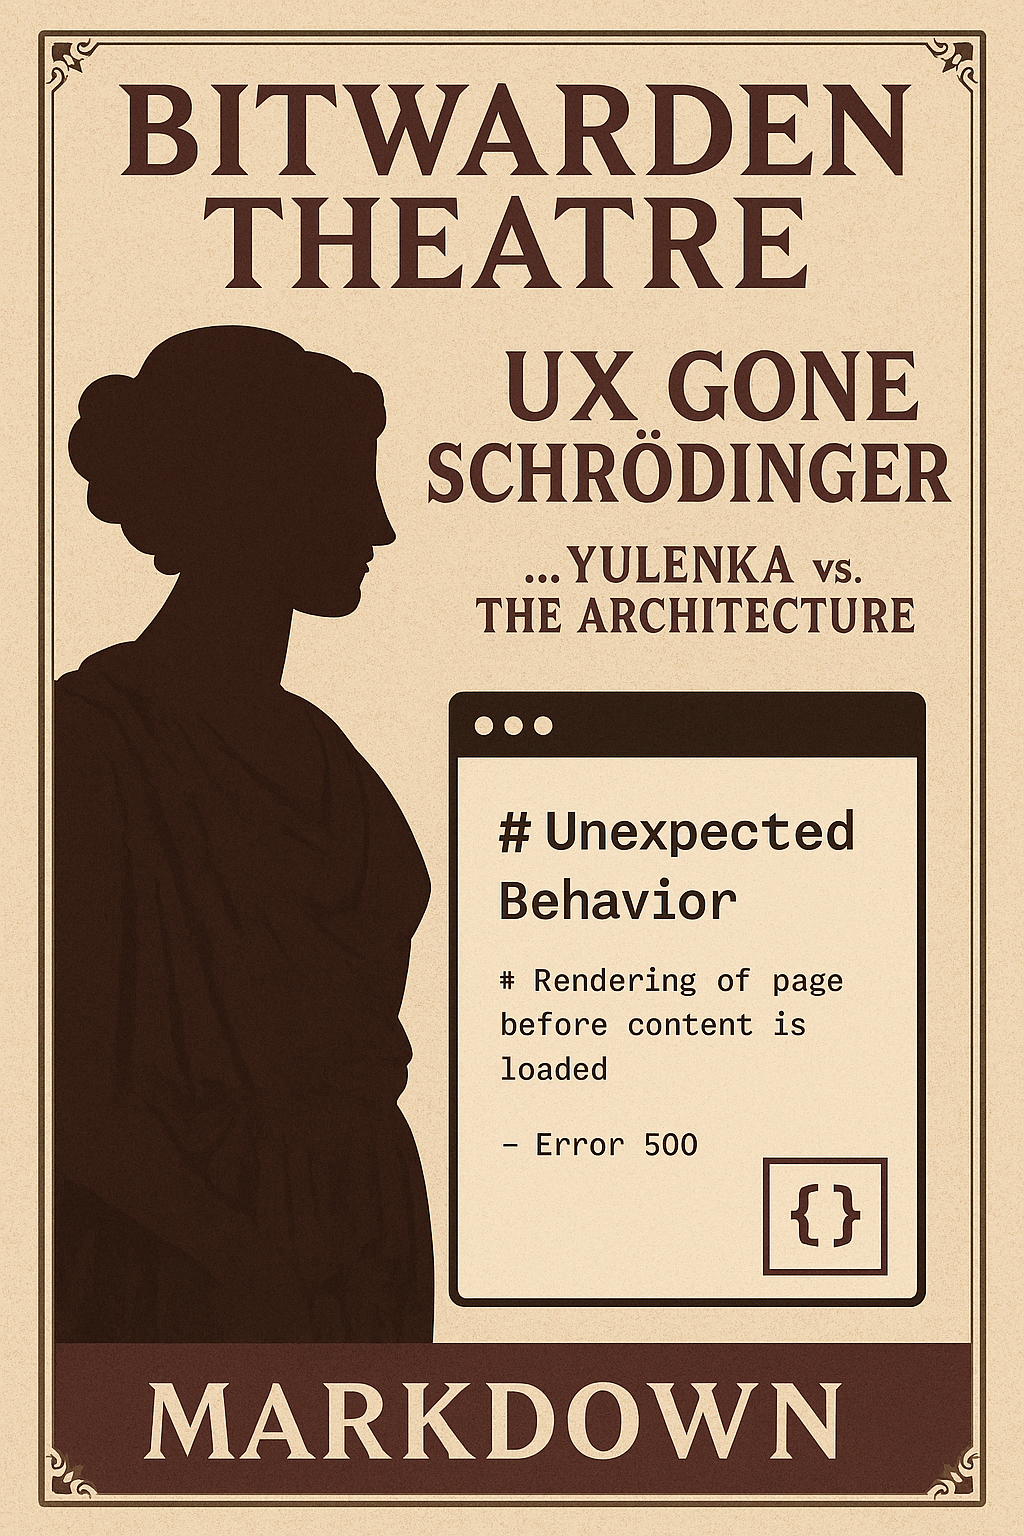 BITWARDEN
THEATRE
UX GONE
SCHRÖDINGER
...YULENKA vs.
THE ARCHITECTURE
# Unexpected
Behavior
# Rendering of page
before content is
loaded
– Error 500
{}
MARKDOWN